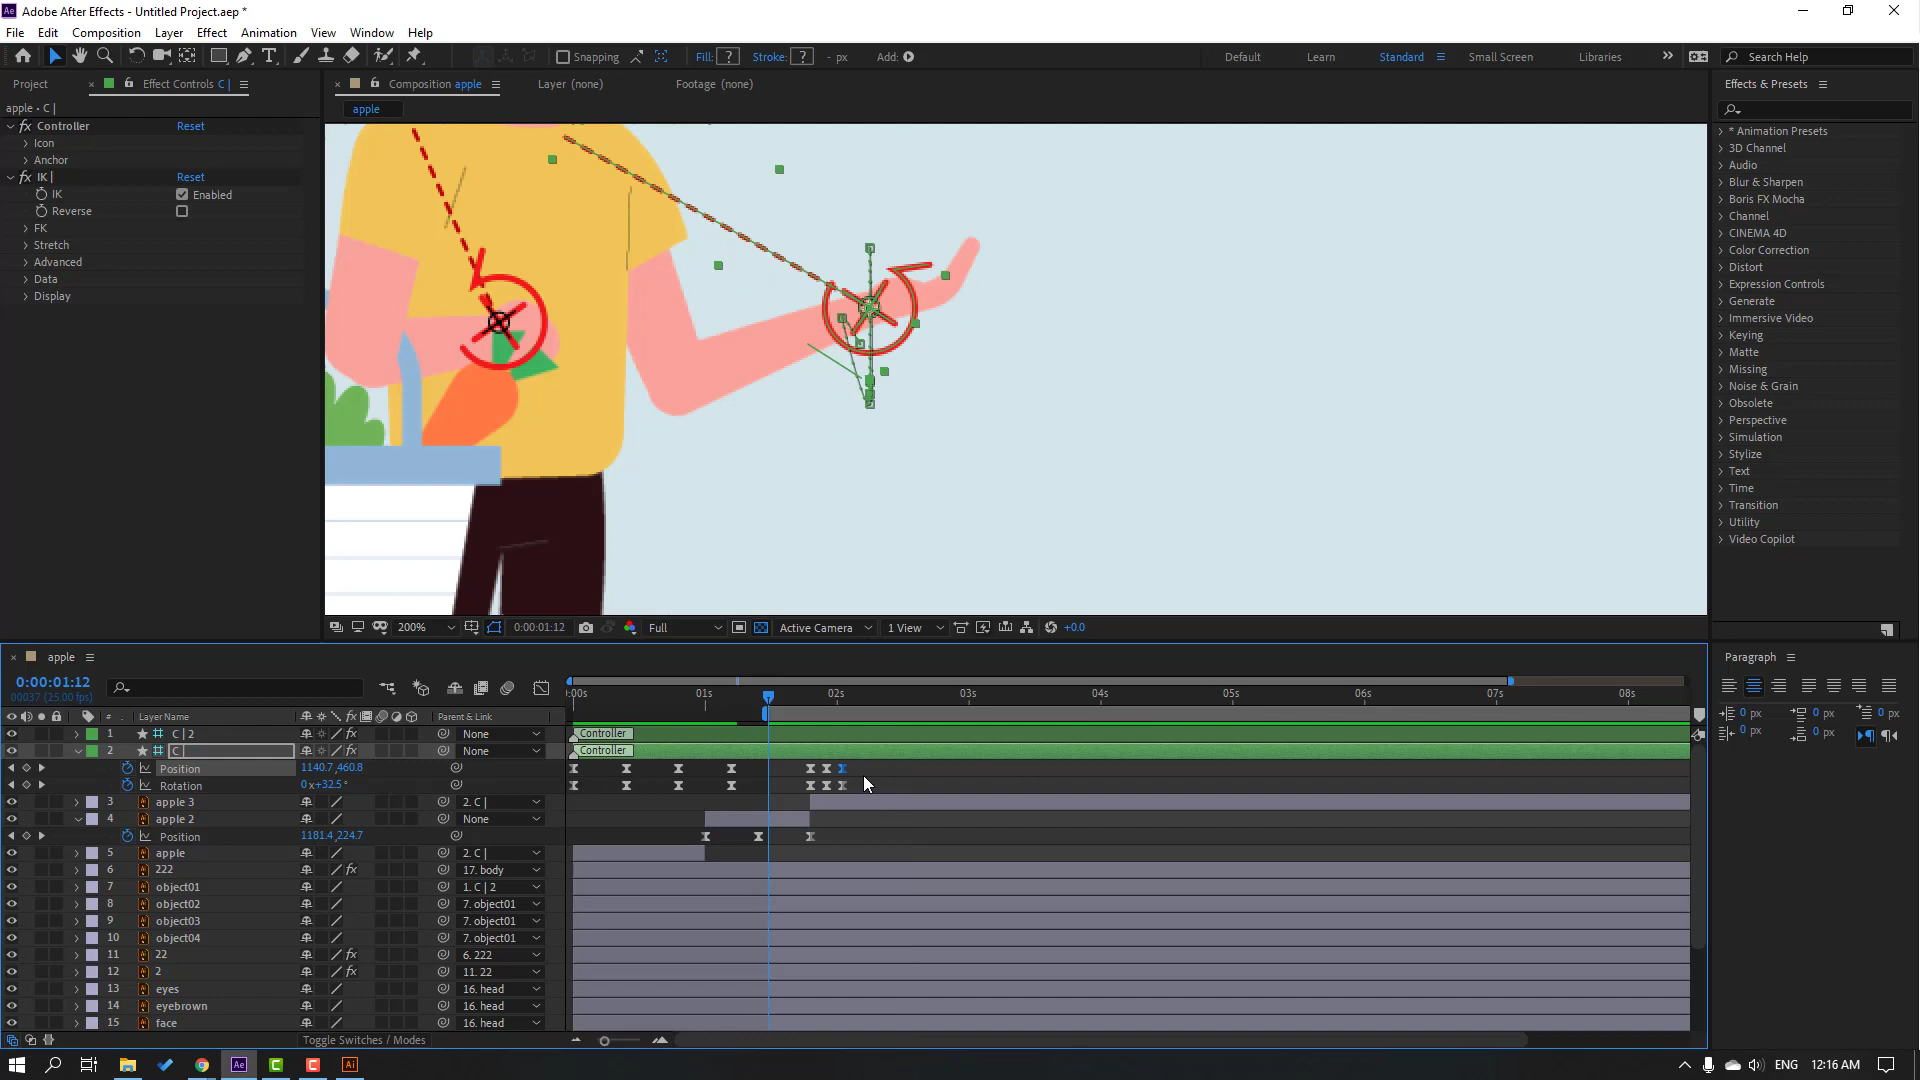 Adobe After Effects - Untitled Project.aep *
File Edit Composition Layer Effect Animation View Window Help
Snapping Fill: ? Stroke: ? - px Add: Default Learn Standard Small Screen Libraries Search Help
Project Effect Controls C | Composition apple Layer (none) Footage (none) Effects & Presets
apple • C |
apple
fx Controller Reset
Icon
Anchor
fx IK | Reset
IK Enabled
Reverse
FK
Stretch
Advanced
Data
Display
* Animation Presets
3D Channel
Audio
Blur & Sharpen
Boris FX Mocha
Channel
CINEMA 4D
Color Correction
Distort
Expression Controls
Generate
Immersive Video
Keying
Matte
Missing
Noise & Grain
Obsolete
Perspective
Simulation
Stylize
Text
Time
Transition
Utility
Video Copilot
200% 0:00:01:12 Full Active Camera 1 View +0.0
apple
0:00:01:12
00037 (25.00 fps)
:00s 01s 02s 03s 04s 05s 06s 07s 08s
# . Layer Name Parent & Link
1 C | 2 fx None Controller
2 C | fx None Controller
Position 1140.7,460.8
Rotation 0x+32.5°
3 apple 3 2. C |
4 apple 2 None
Position 1181.4,224.7
5 apple 2. C |
6 222 fx 17. body
7 object01 1. C | 2
8 object02 7. object01
9 object03 7. object01
10 object04 7. object01
11 22 fx 6. 222
12 2 fx 11. 22
13 eyes 16. head
14 eyebrown 16. head
15 face 16. head
Toggle Switches / Modes
Paragraph
0 px 0 px 0 px
0 px 0 px
Ae Ai ENG 12:16 AM